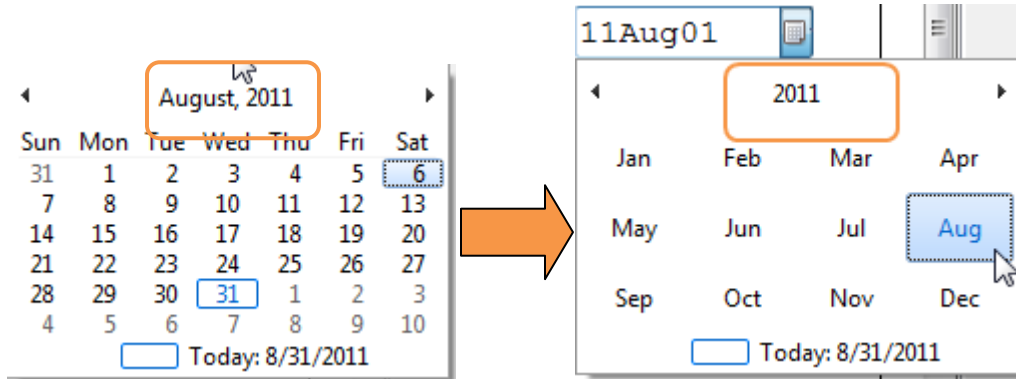 August, 2011
Sun Mon Tue Wed Thu Fri Sat
31 1 2 3 4 5 6
7 8 9 10 11 12 13
14 15 16 17 18 19 20
21 22 23 24 25 26 27
28 29 30 31 1 2 3
4 5 6 7 8 9 10
Today: 8/31/2011
11Aug01
2011
Jan Feb Mar Apr
May Jun Jul Aug
Sep Oct Nov Dec
Today: 8/31/2011